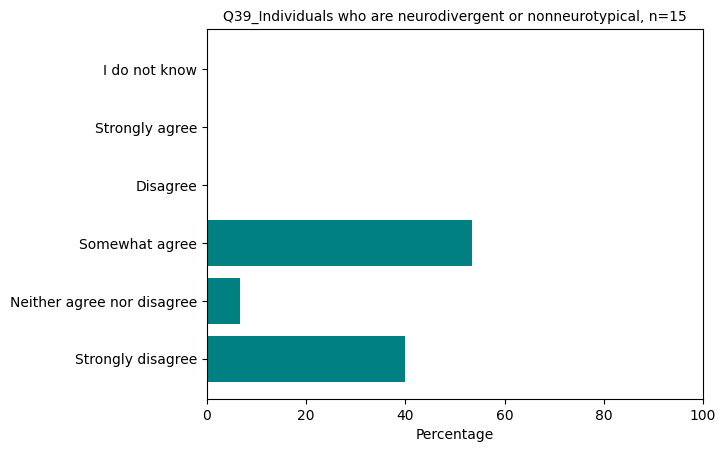 Q39_Individuals who are neurodivergent or nonneurotypical, n=15
I do not know
Strongly agree
Disagree
Somewhat agree
Neither agree nor disagree
Strongly disagree
0 20 40 60 80 100
Percentage